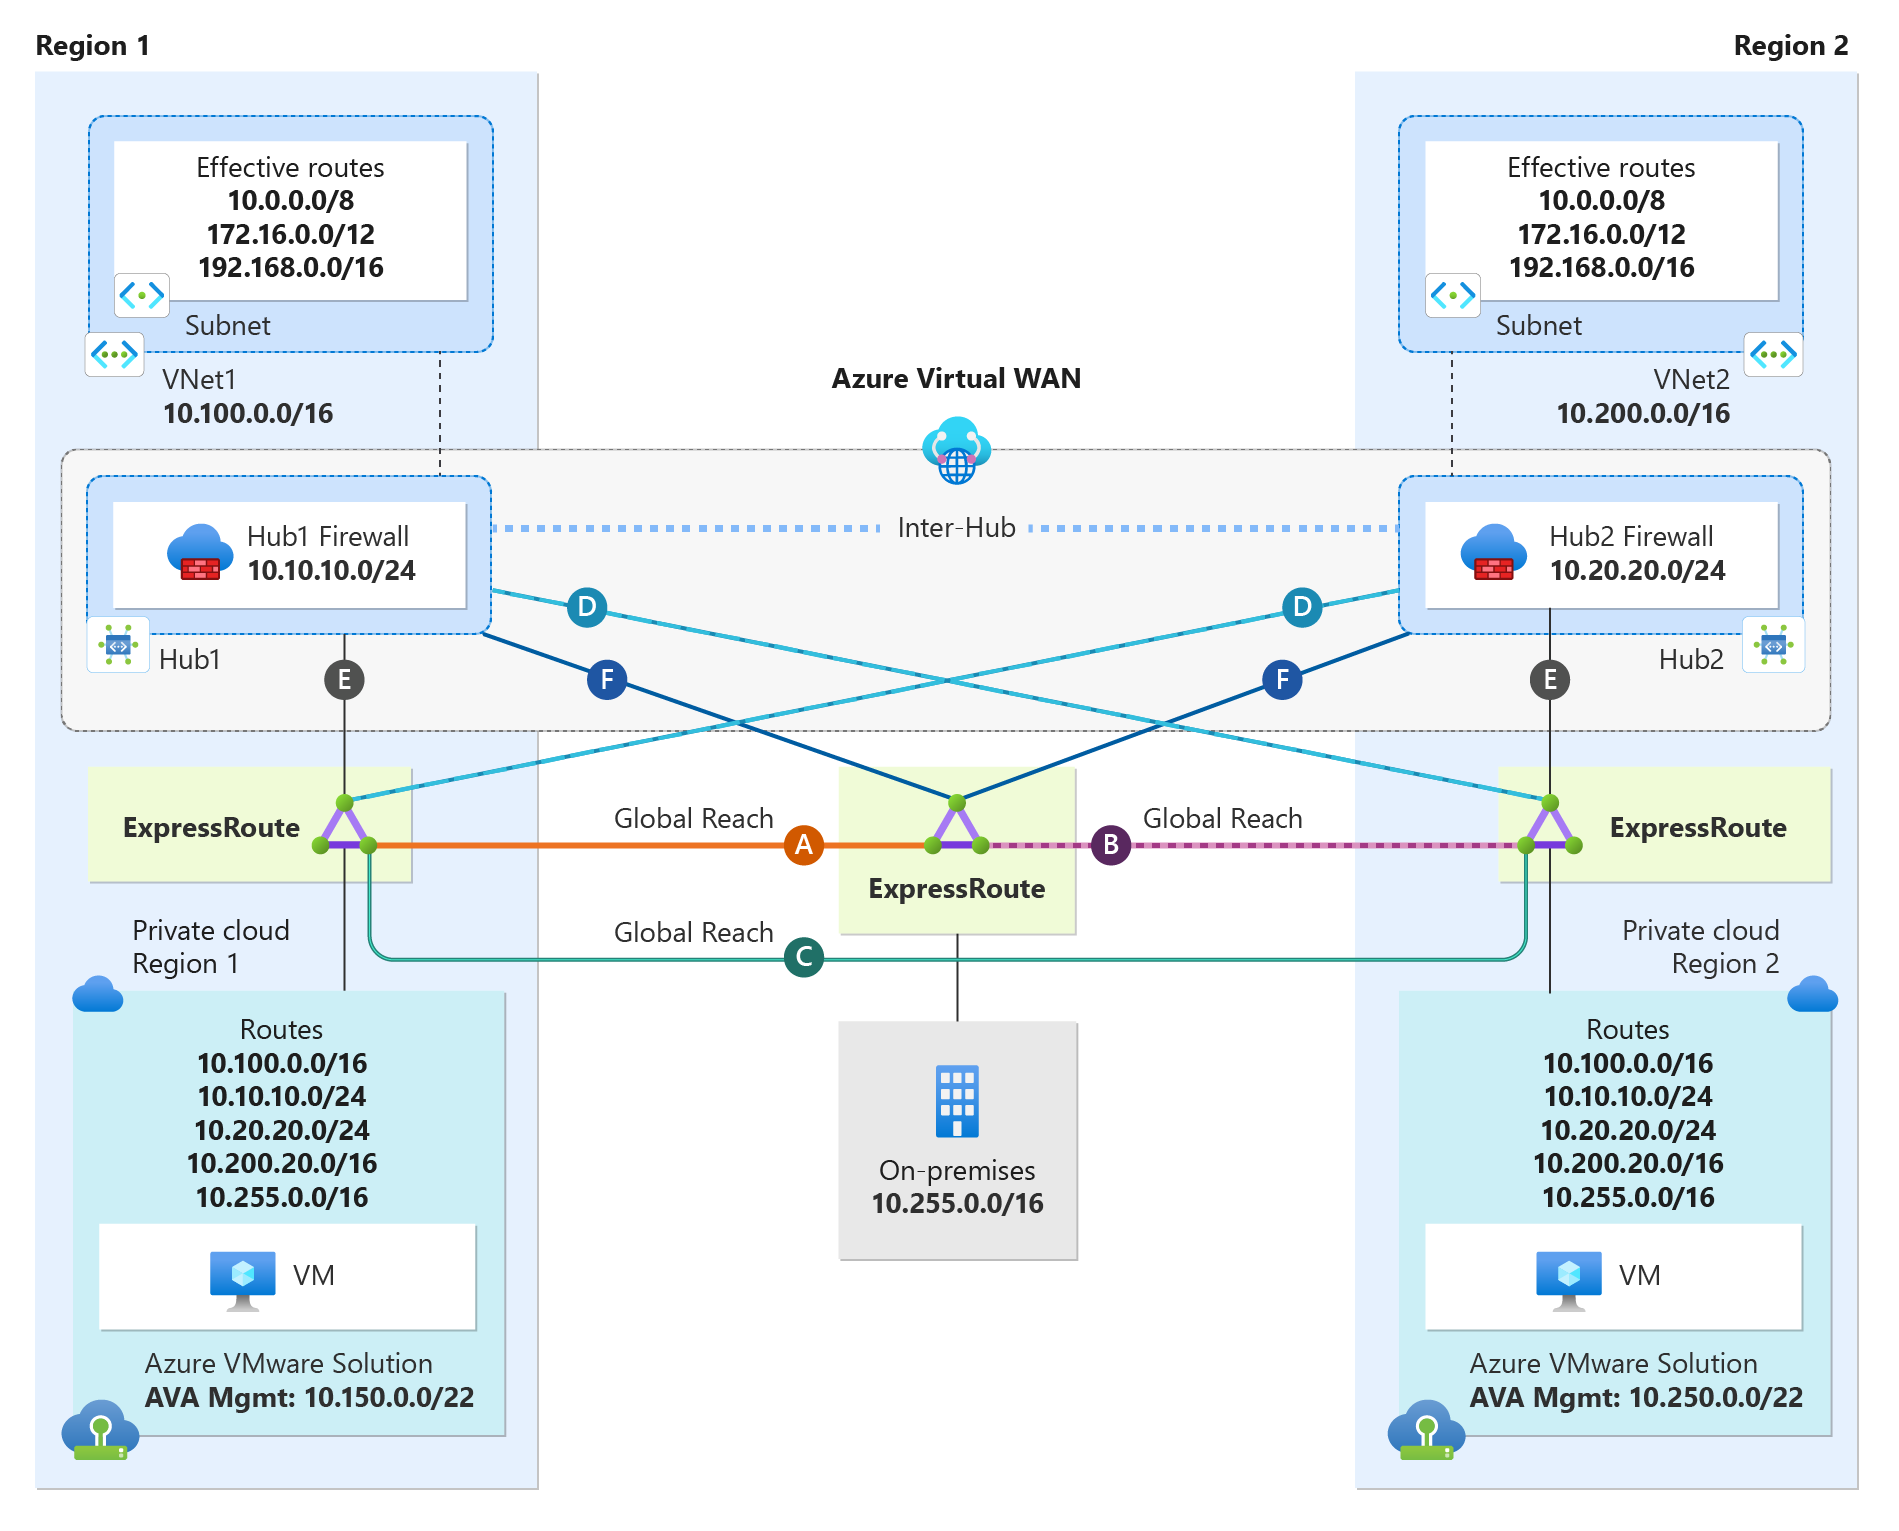 Region 1
Region 2
Effective routes
10.0.0.0/8
172.16.0.0/12
192.168.0.0/16
Subnet
VNet1
10.100.0.0/16
Effective routes
10.0.0.0/8
172.16.0.0/12
192.168.0.0/16
Subnet
VNet2
10.200.0.0/16
Azure Virtual WAN
Hub1 Firewall
10.10.10.0/24
Hub1
Inter-Hub
Hub2 Firewall
10.20.20.0/24
Hub2
D
D
E
F
F
E
ExpressRoute
Global Reach
A
ExpressRoute
Global Reach
B
ExpressRoute
Global Reach
C
Private cloud
Region 1
Private cloud
Region 2
Routes
10.100.0.0/16
10.10.10.0/24
10.20.20.0/24
10.200.20.0/16
10.255.0.0/16
VM
Azure VMware Solution
AVA Mgmt: 10.150.0.0/22
On-premises
10.255.0.0/16
Routes
10.100.0.0/16
10.10.10.0/24
10.20.20.0/24
10.200.20.0/16
10.255.0.0/16
VM
Azure VMware Solution
AVA Mgmt: 10.250.0.0/22